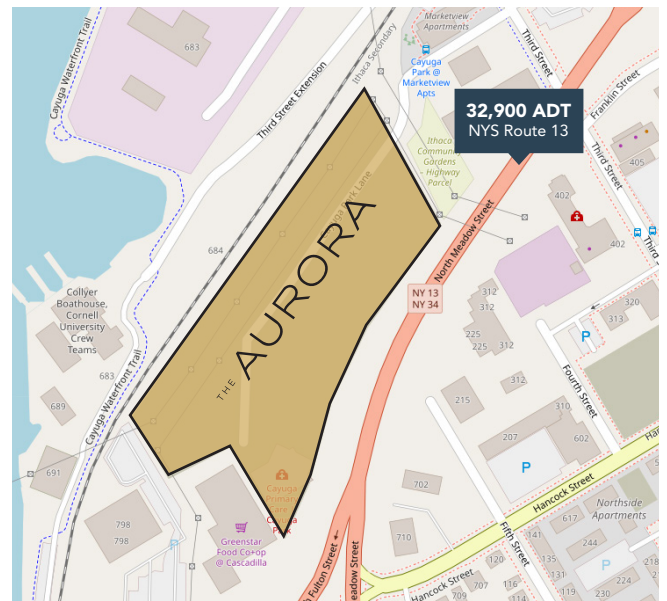 Marketview
Apartments
683
Cayuga Waterfront Trail
Third Street Extension
Ithaca Secondary
Cayuga
Park @
Marketview
Apts
Third Street
Franklin Street
32,900 ADT
NYS Route 13
Ithaca
Community
Gardens
- Highway
Parcel
405
Third Street
402
402
North Meadow Street
684
THE AURORA
NY 13
NY 34
Collyer
Boathouse,
Cornell
University
Crew
Teams
683
689
691
Cayuga Waterfront Trail
312
312
225
225
312
312
320
313
P
Fourth Street
215
310
207
602
P
Hancock Street
702
710
798
798
P
Greenstar
Food Co+op
@ Cascadilla
Cayuga
Fulton Street
Meadow Street
Fifth Street
Northside
Apartments
141
617
244
224
230
P
Hancock Street
709
707
120
116